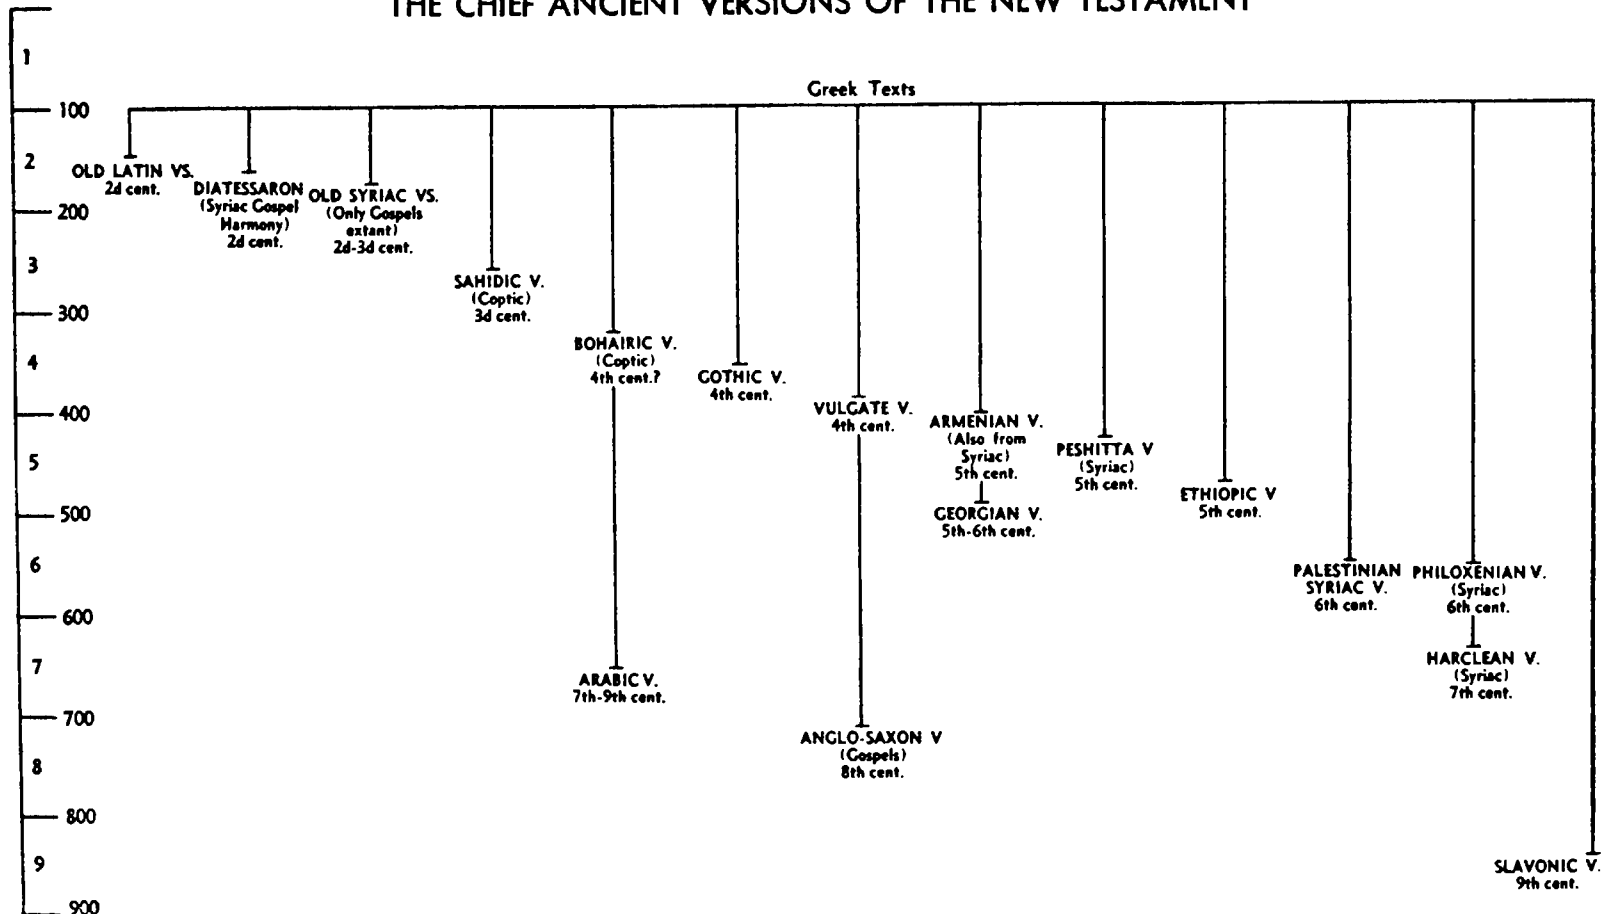 THE CHIEF ANCIENT VERSIONS OF THE NEW TESTAMENT
1
Greek Texts
100
2
OLD LATIN VS.
2d cent.
DIATESSARON
(Syriac Gospel
Harmony)
2d cent.
OLD SYRIAC VS.
(Only Gospels
extant)
2d-3d cent.
200
3
SAHIDIC V.
(Coptic)
3d cent.
300
BOHAIRIC V.
(Coptic)
4th cent.?
4
GOTHIC V.
4th cent.
VULGATE V.
4th cent.
400
ARMENIAN V.
(Also from
Syriac)
5th cent.
PESHITTA V
(Syriac)
5th cent.
5
ETHIOPIC V
5th cent.
500
GEORGIAN V.
5th-6th cent.
6
PALESTINIAN
SYRIAC V.
6th cent.
PHILOXENIAN V.
(Syriac)
6th cent.
600
7
HARCLEAN V.
(Syriac)
7th cent.
ARABIC V.
7th-9th cent.
700
ANGLO-SAXON V
(Gospels)
8th cent.
8
800
9
SLAVONIC V.
9th cent.
900